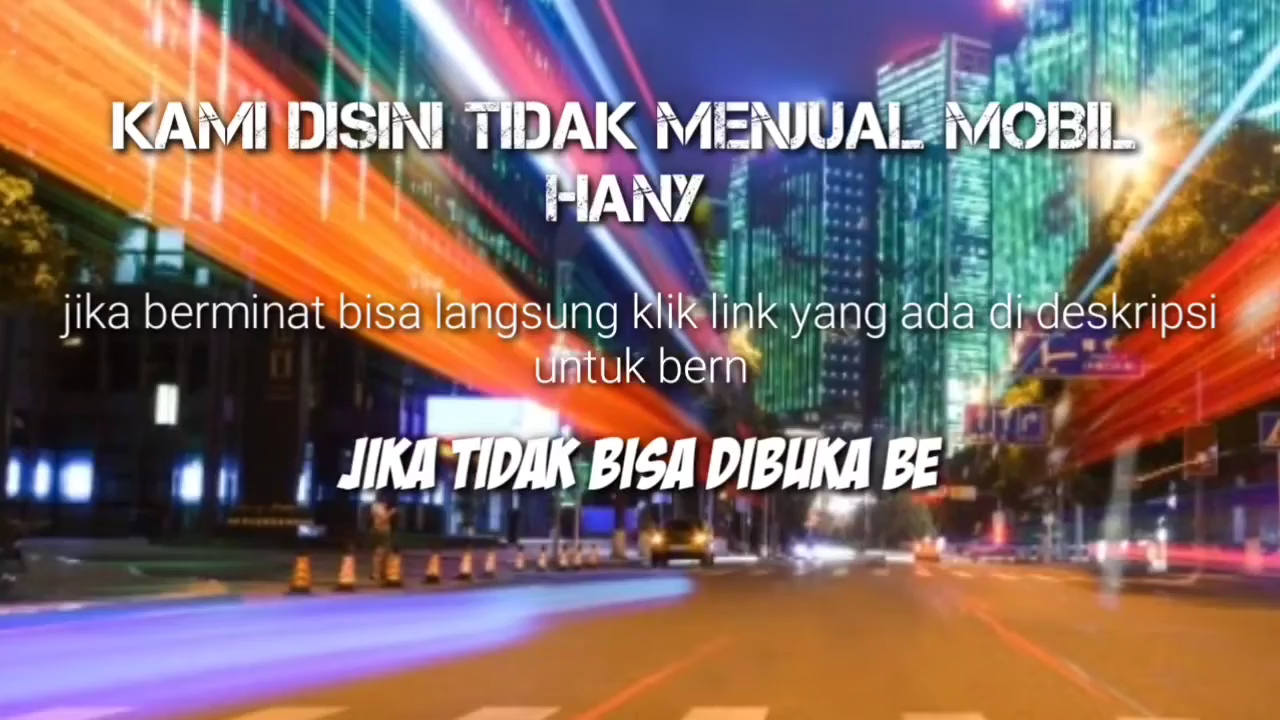 KAMI DISINI TIDAK MENJUAL MOBIL
HANY
jika berminat bisa langsung klik link yang ada di deskripsi
untuk bern
JIKA TIDAK BISA DIBUKA BE